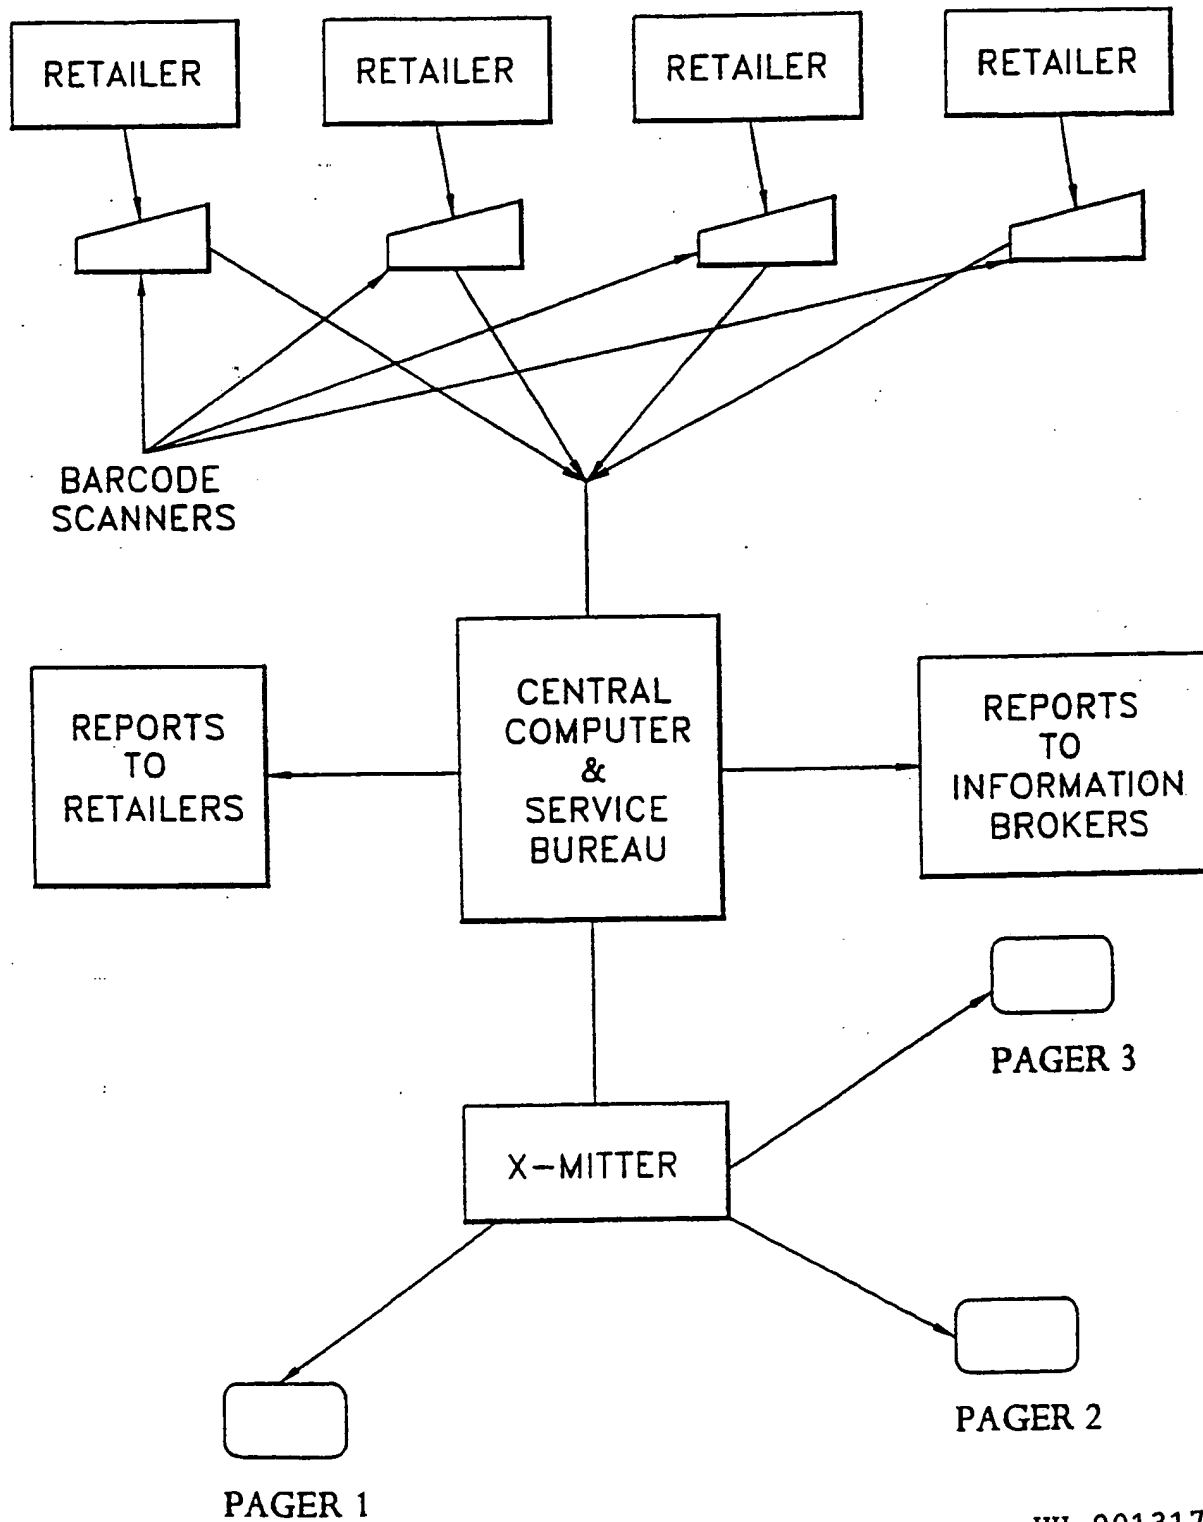 RETAILER
RETAILER
RETAILER
RETAILER
BARCODE
SCANNERS
REPORTS
TO
RETAILERS
CENTRAL
COMPUTER
&
SERVICE
BUREAU
REPORTS
TO
INFORMATION
BROKERS
PAGER 3
X-MITTER
PAGER 2
PAGER 1